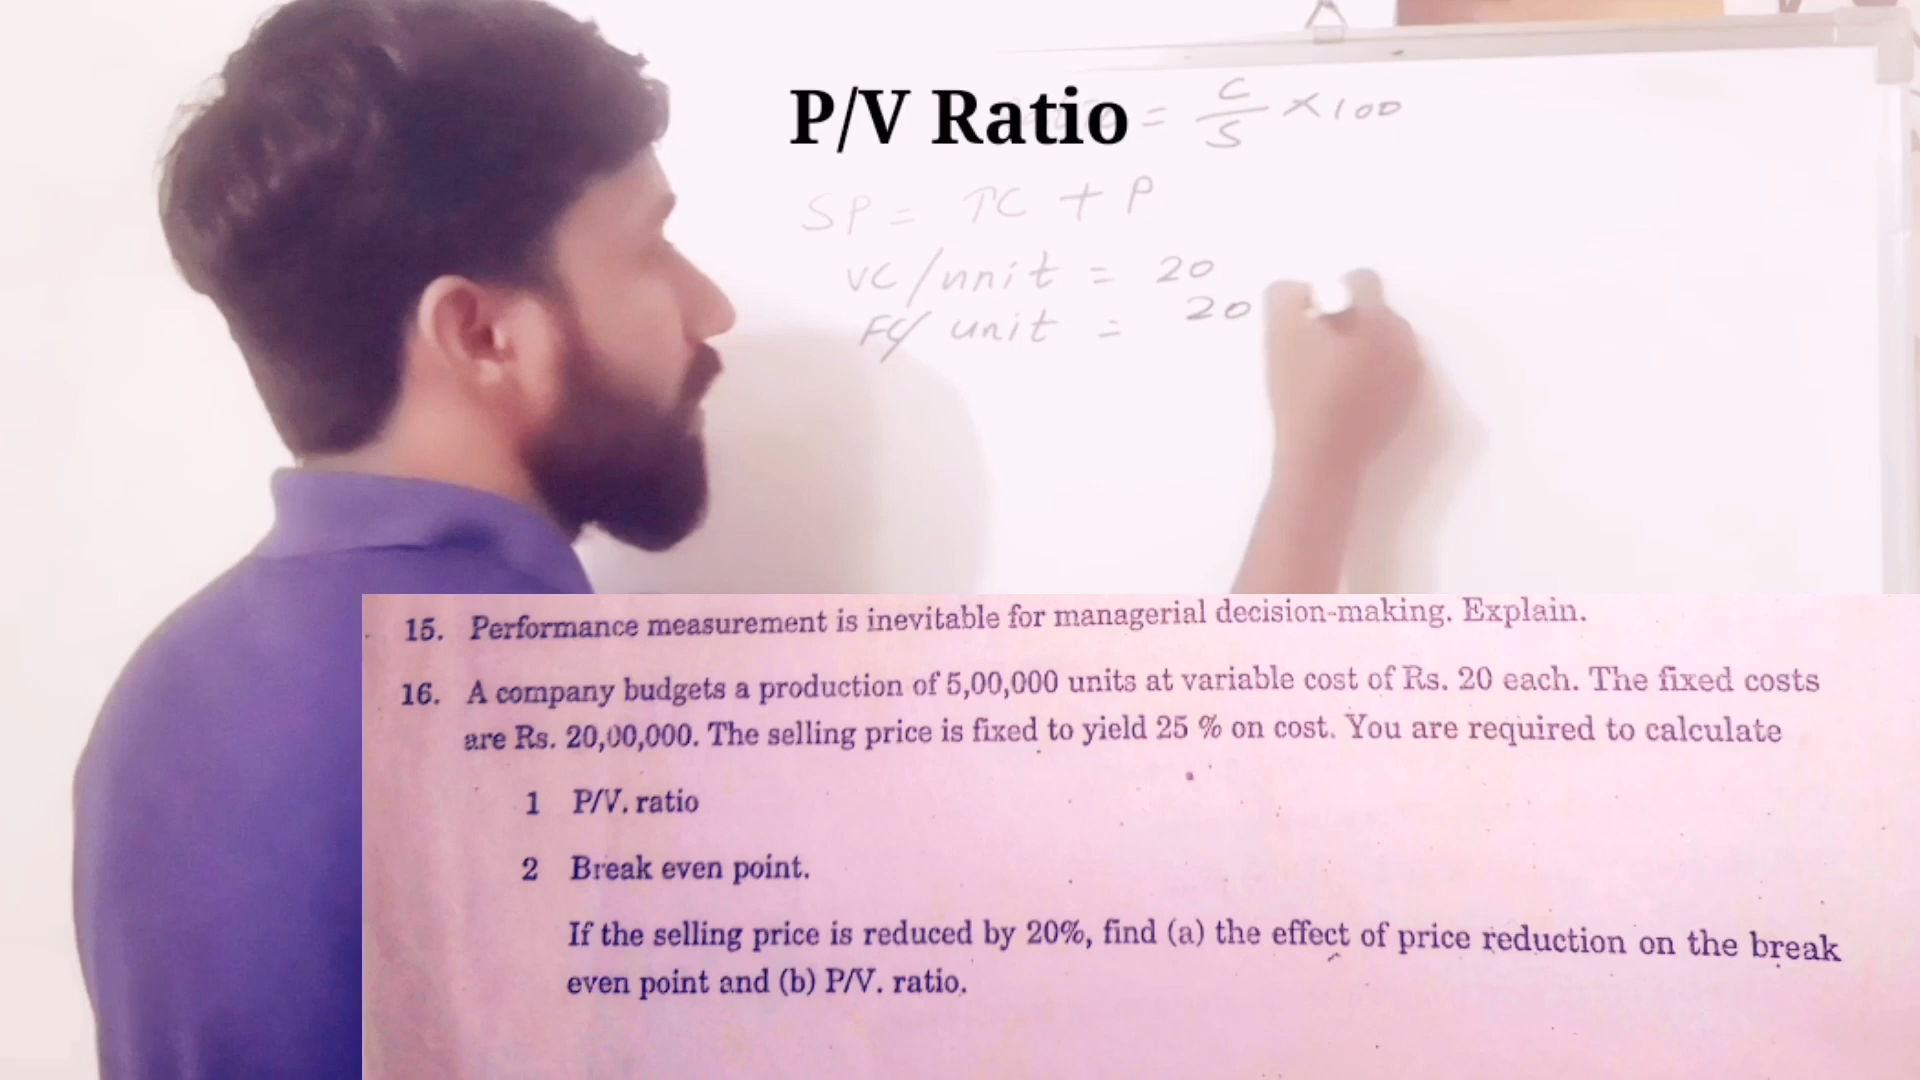 P/V Ratio = C/S × 100
SP = TC + P
VC/unit = 20
FC/unit = 20
15. Performance measurement is inevitable for managerial decision-making. Explain.
16. A company budgets a production of 5,00,000 units at variable cost of Rs. 20 each. The fixed costs
are Rs. 20,00,000. The selling price is fixed to yield 25 % on cost. You are required to calculate
1 P/V. ratio
2 Break even point.
If the selling price is reduced by 20%, find (a) the effect of price reduction on the break
even point and (b) P/V. ratio.